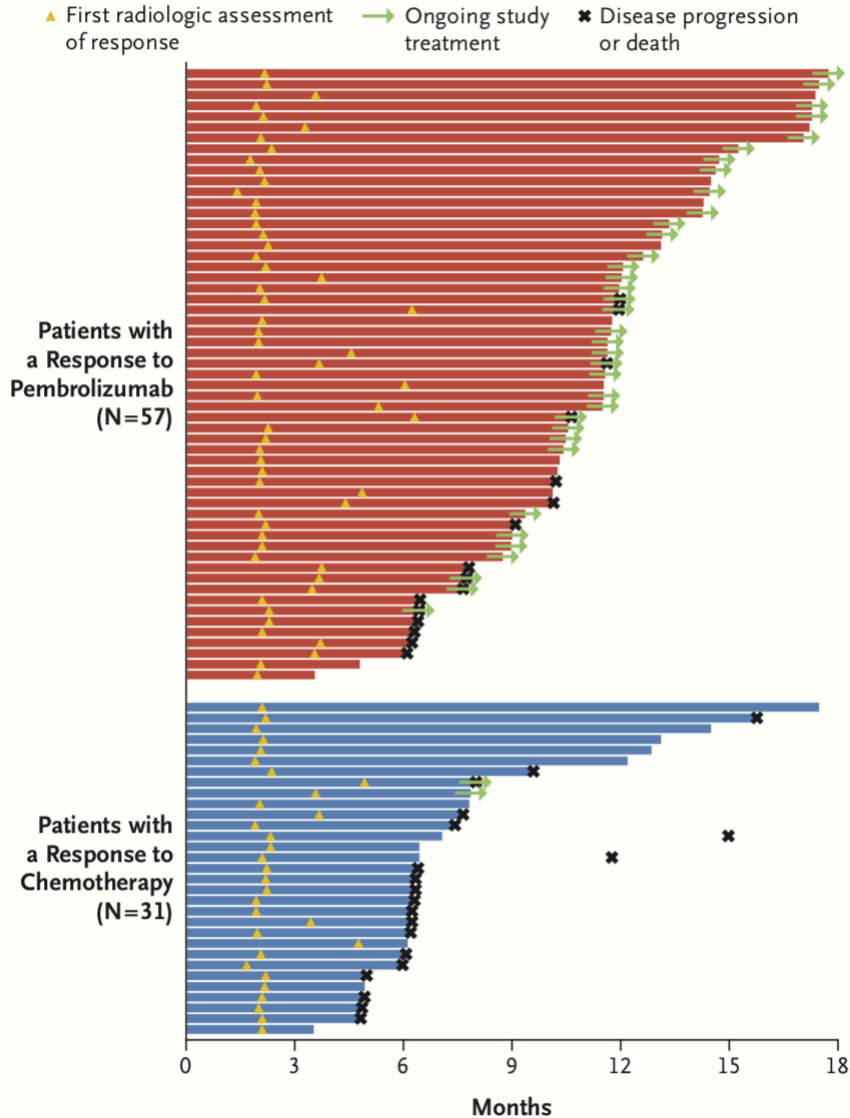 First radiologic assessment
of response
Ongoing study
treatment
Disease progression
or death
Patients with
a Response to
Pembrolizumab
(N=57)
Patients with
a Response to
Chemotherapy
(N=31)
0 3 6 9 12 15 18
Months